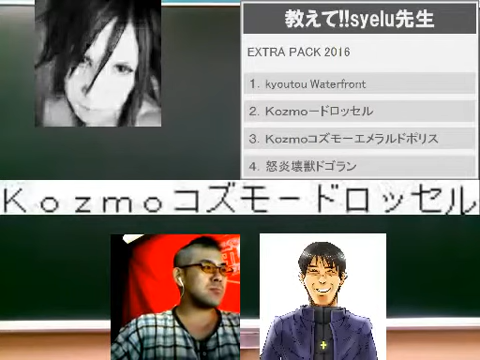 教えて!!syelu先生
EXTRA PACK 2016
1. kyoutou Waterfront
2. Kozmoードロッセル
3. Kozmoコズモーエメラルドポリス
4. 怒炎壊獣ドゴラン
Kozmoコズモードロッセル